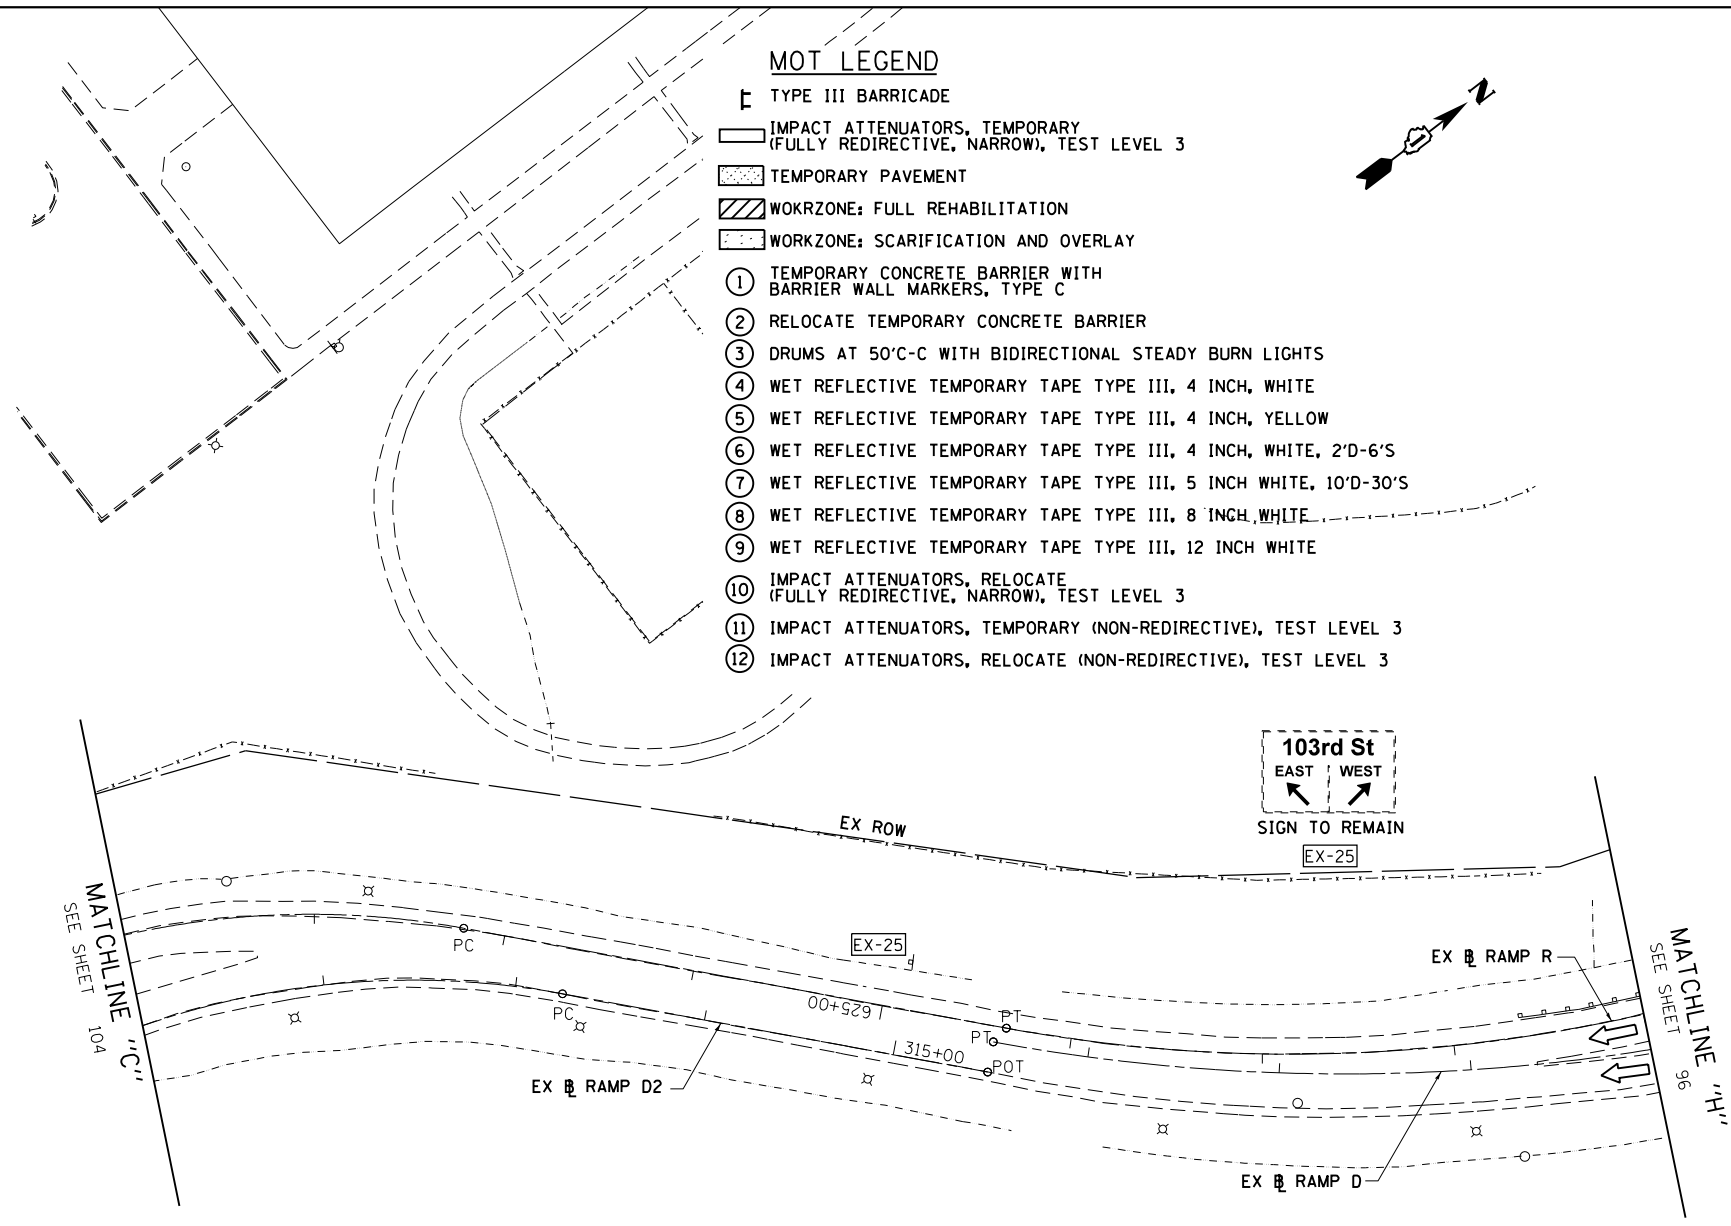 MOT LEGEND
TYPE III BARRICADE
IMPACT ATTENUATORS, TEMPORARY
(FULLY REDIRECTIVE, NARROW), TEST LEVEL 3
TEMPORARY PAVEMENT
WOKRZONE: FULL REHABILITATION
WORKZONE: SCARIFICATION AND OVERLAY
1 TEMPORARY CONCRETE BARRIER WITH
BARRIER WALL MARKERS, TYPE C
2 RELOCATE TEMPORARY CONCRETE BARRIER
3 DRUMS AT 50'C-C WITH BIDIRECTIONAL STEADY BURN LIGHTS
4 WET REFLECTIVE TEMPORARY TAPE TYPE III, 4 INCH, WHITE
5 WET REFLECTIVE TEMPORARY TAPE TYPE III, 4 INCH, YELLOW
6 WET REFLECTIVE TEMPORARY TAPE TYPE III, 4 INCH, WHITE, 2'D-6'S
7 WET REFLECTIVE TEMPORARY TAPE TYPE III, 5 INCH WHITE, 10'D-30'S
8 WET REFLECTIVE TEMPORARY TAPE TYPE III, 8 INCH WHITE
9 WET REFLECTIVE TEMPORARY TAPE TYPE III, 12 INCH WHITE
10 IMPACT ATTENUATORS, RELOCATE
(FULLY REDIRECTIVE, NARROW), TEST LEVEL 3
11 IMPACT ATTENUATORS, TEMPORARY (NON-REDIRECTIVE), TEST LEVEL 3
12 IMPACT ATTENUATORS, RELOCATE (NON-REDIRECTIVE), TEST LEVEL 3
N
103rd St
EAST WEST
SIGN TO REMAIN
EX-25
EX ROW
MATCHLINE "C"
SEE SHEET 104
PC
EX-25
625+00
PT
PC
PT
315+00
POT
EX BL RAMP D2
EX BL RAMP R
EX BL RAMP D
MATCHLINE "H"
SEE SHEET 96